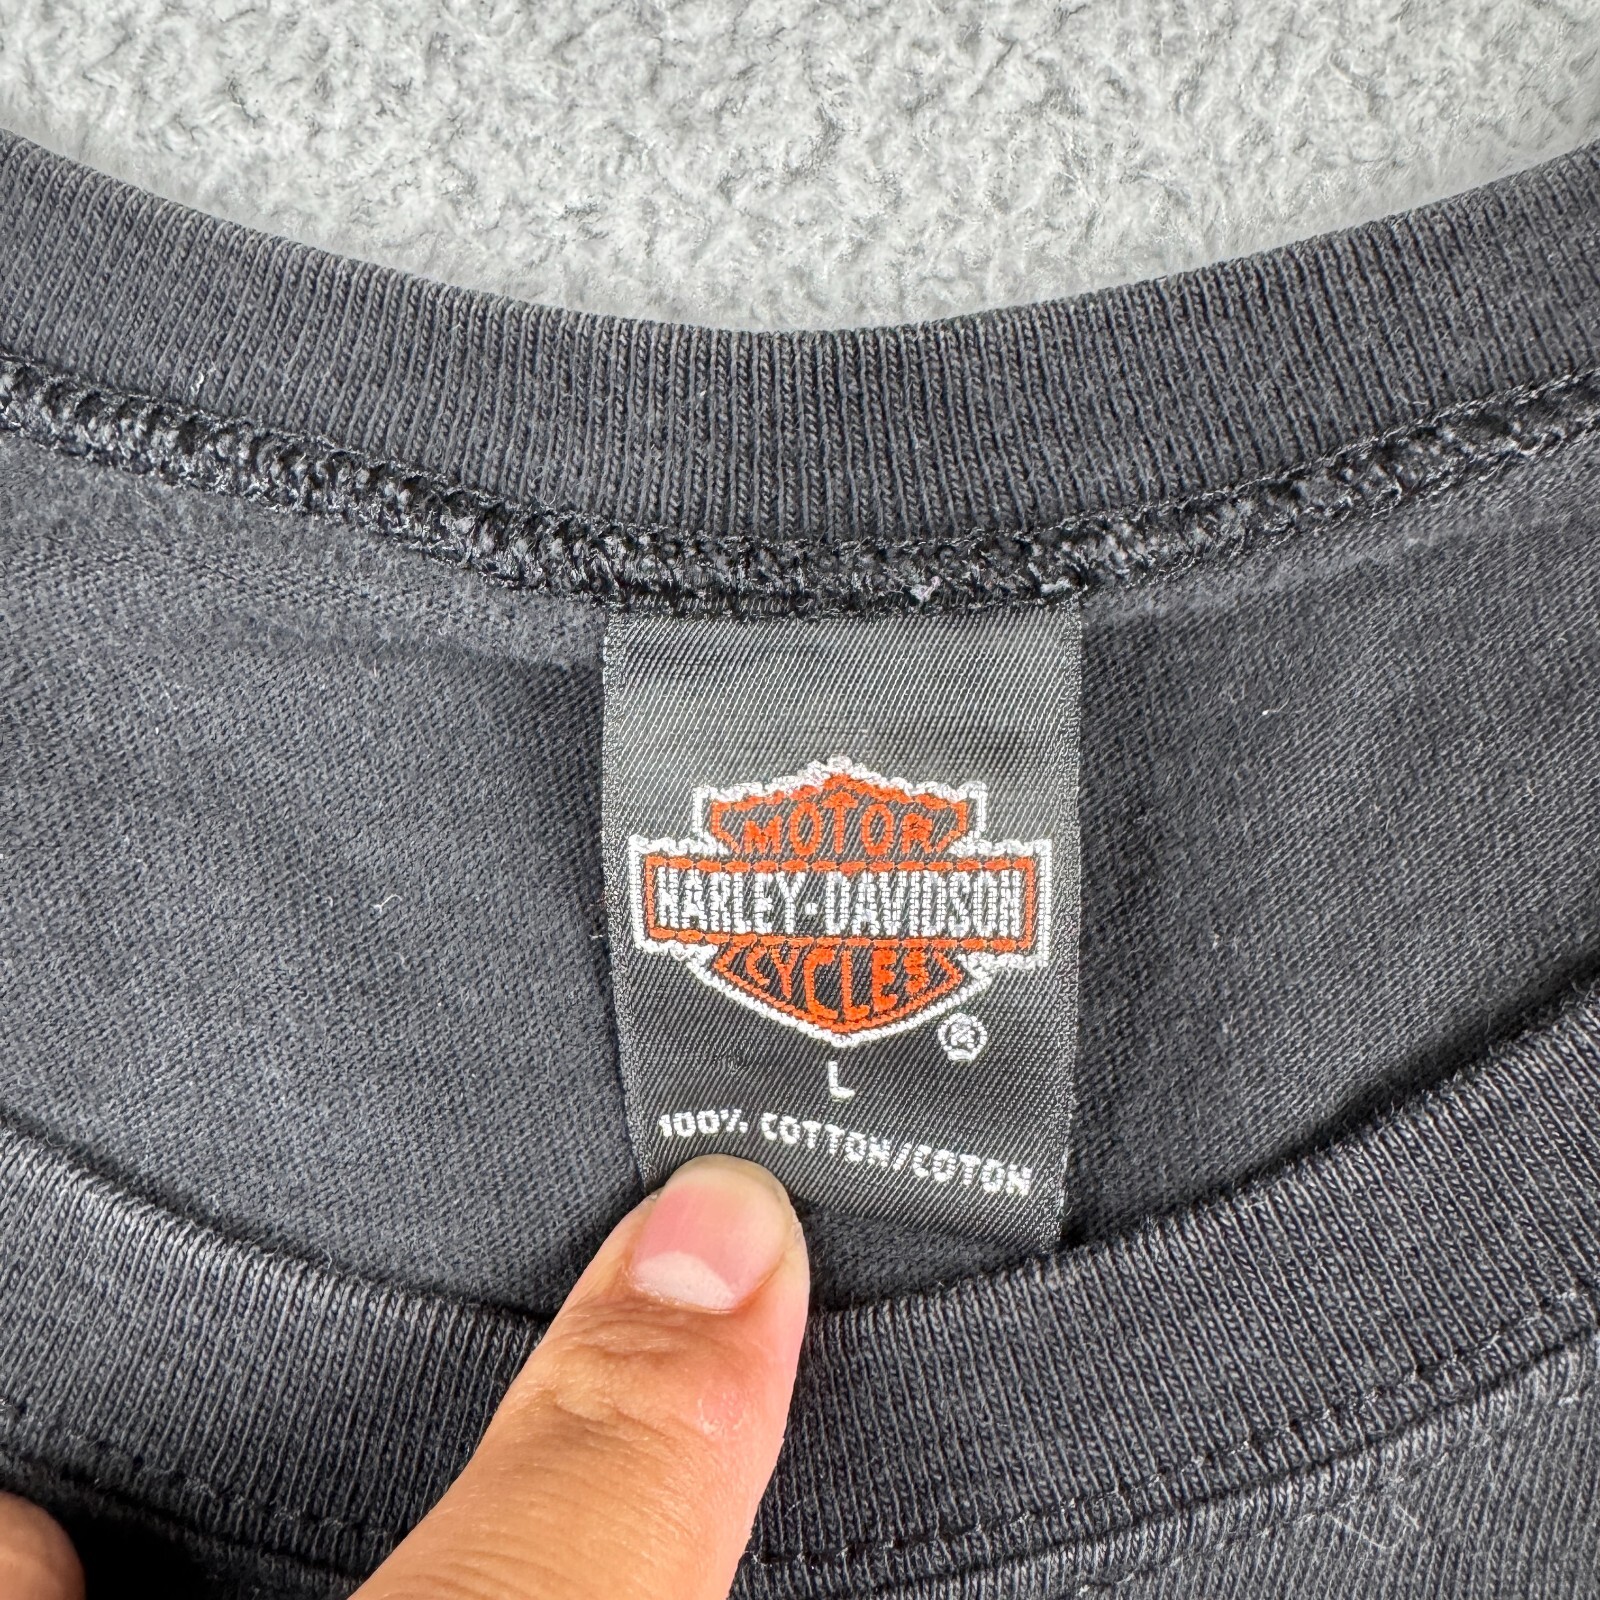 MOTOR
HARLEY-DAVIDSON
CYCLES
®
L
100% COTTON/COTON